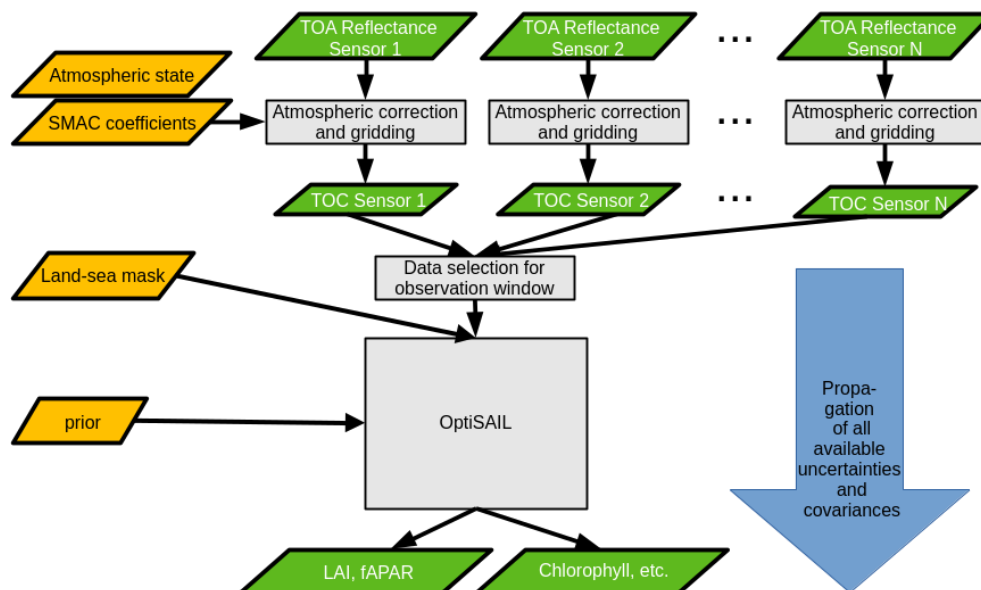 TOA Reflectance
Sensor 1
TOA Reflectance
Sensor 2
...
TOA Reflectance
Sensor N
Atmospheric state
SMAC coefficients
Atmospheric correction
and gridding
Atmospheric correction
and gridding
...
Atmospheric correction
and gridding
TOC Sensor 1
TOC Sensor 2
...
TOC Sensor N
Land-sea mask
Data selection for
observation window
prior
OptiSAIL
Propa-
gation
of all
available
uncertainties
and
covariances
LAI, fAPAR
Chlorophyll, etc.